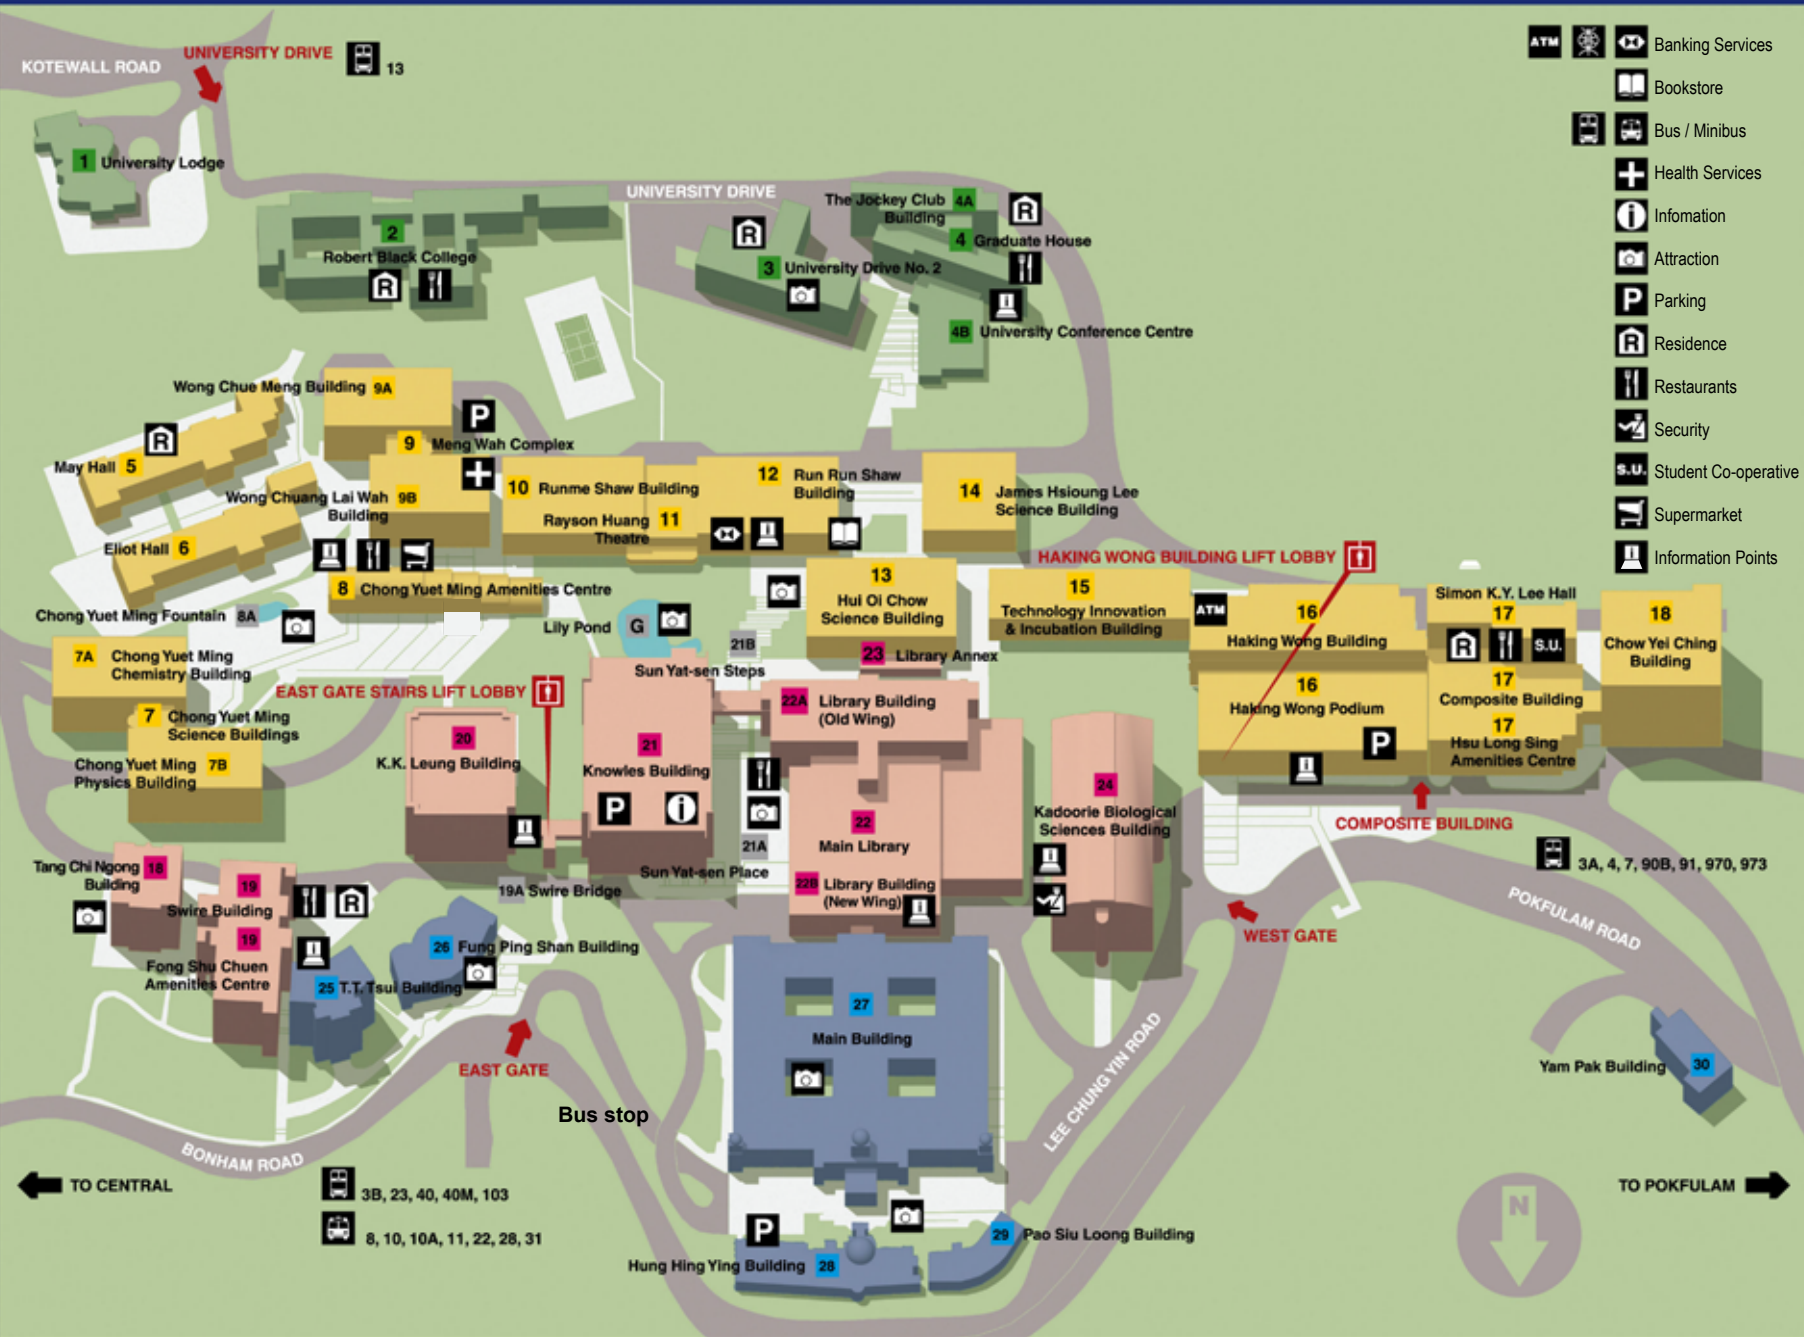 KOTEWALL ROAD
UNIVERSITY DRIVE
13
1 University Lodge
2
Robert Black College
R
UNIVERSITY DRIVE
R
3 University Drive No. 2
The Jockey Club 4A
Building
4 Graduate House
R
i
4B University Conference Centre
ATM Banking Services
Bookstore
Bus / Minibus
Health Services
i Infomation
Attraction
P Parking
R Residence
Restaurants
Security
S.U. Student Co-operative
Supermarket
i Information Points
Wong Chue Meng Building 9A
P
R
9 Meng Wah Complex
May Hall 5
Wong Chuang Lai Wah 9B
Building
Eliot Hall 6
i
8 Chong Yuet Ming Amenities Centre
Chong Yuet Ming Fountain 8A
10 Runme Shaw Building
Rayson Huang 11
Theatre
12 Run Run Shaw
Building
i
14 James Hsioung Lee
Science Building
13
Hui Oi Chow
Science Building
HAKING WONG BUILDING LIFT LOBBY
15
Technology Innovation
& Incubation Building
ATM
16
Haking Wong Building
Simon K.Y. Lee Hall
17
R S.U.
18
Chow Yei Ching
Building
Lily Pond G
21B
Sun Yat-sen Steps
23 Library Annex
7A Chong Yuet Ming
Chemistry Building
7 Chong Yuet Ming
Science Buildings
Chong Yuet Ming 7B
Physics Building
EAST GATE STAIRS LIFT LOBBY
20
K.K. Leung Building
21
Knowles Building
P i
i
22A Library Building
(Old Wing)
22
Main Library
21A
Sun Yat-sen Place
22B Library Building
(New Wing) i
24
Kadoorie Biological
Sciences Building
i
16
Haking Wong Podium
P
i
17
Composite Building
17
Hsu Long Sing
Amenities Centre
COMPOSITE BUILDING
3A, 4, 7, 90B, 91, 970, 973
POKFULAM ROAD
WEST GATE
Tang Chi Ngong 18
Building
19
Swire Building
R
19
Fong Shu Chuen
Amenities Centre
i
19A Swire Bridge
26 Fung Ping Shan Building
25 T.T. Tsui Building
EAST GATE
Bus stop
27
Main Building
LEE CHUNG YIN ROAD
Yam Pak Building 30
BONHAM ROAD
TO CENTRAL
3B, 23, 40, 40M, 103
8, 10, 10A, 11, 22, 28, 31
P
Hung Hing Ying Building 28
29 Pao Siu Loong Building
N
TO POKFULAM